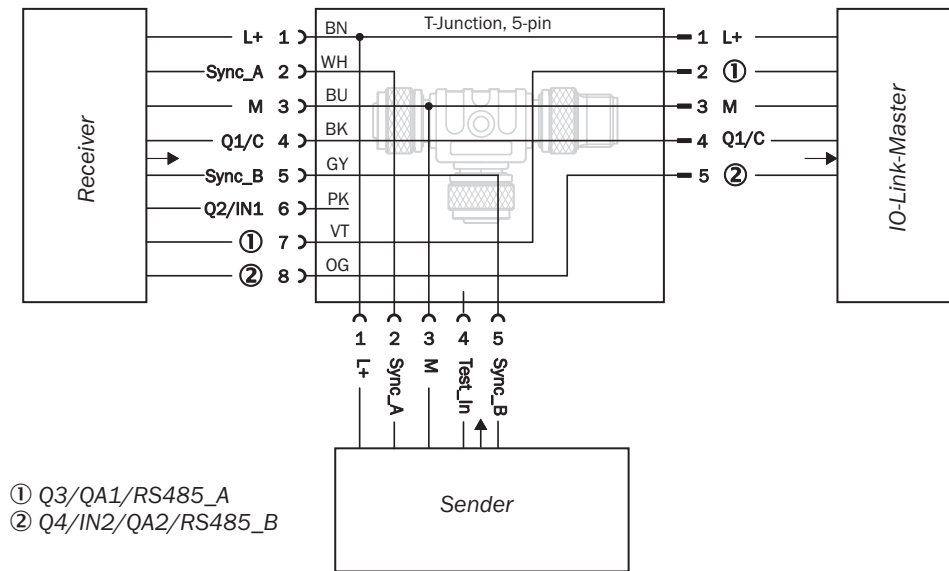 T-Junction, 5-pin
Receiver
L+ 1 BN
Sync_A 2 WH
M 3 BU
Q1/C 4 BK
Sync_B 5 GY
Q2/IN1 6 PK
① 7 VT
② 8 OG
1 L+
2 ①
3 M
4 Q1/C
5 ②
IO-Link-Master
1 2 3 4 5
L+ Sync_A M Test_In Sync_B
Sender
① Q3/QA1/RS485_A
② Q4/IN2/QA2/RS485_B